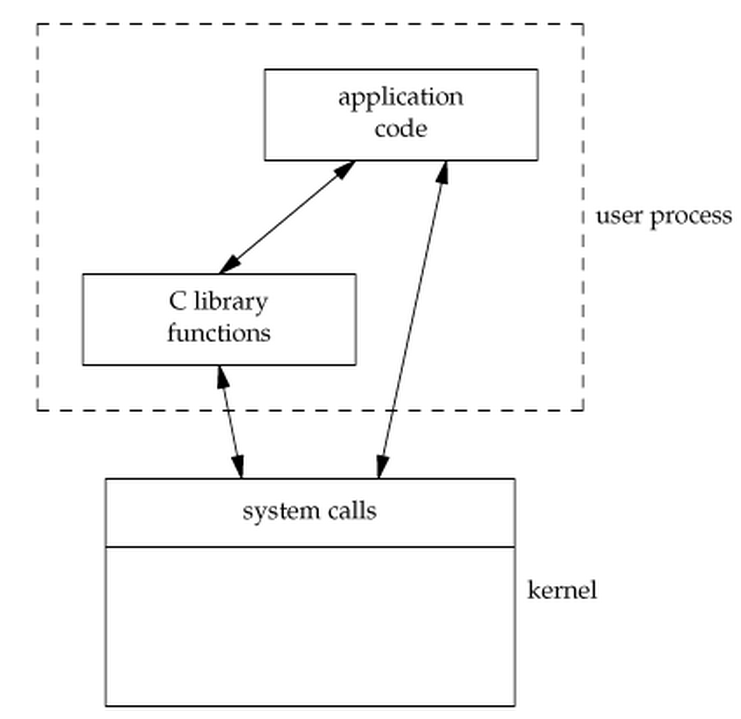 application
code
user process
C library
functions
system calls
kernel